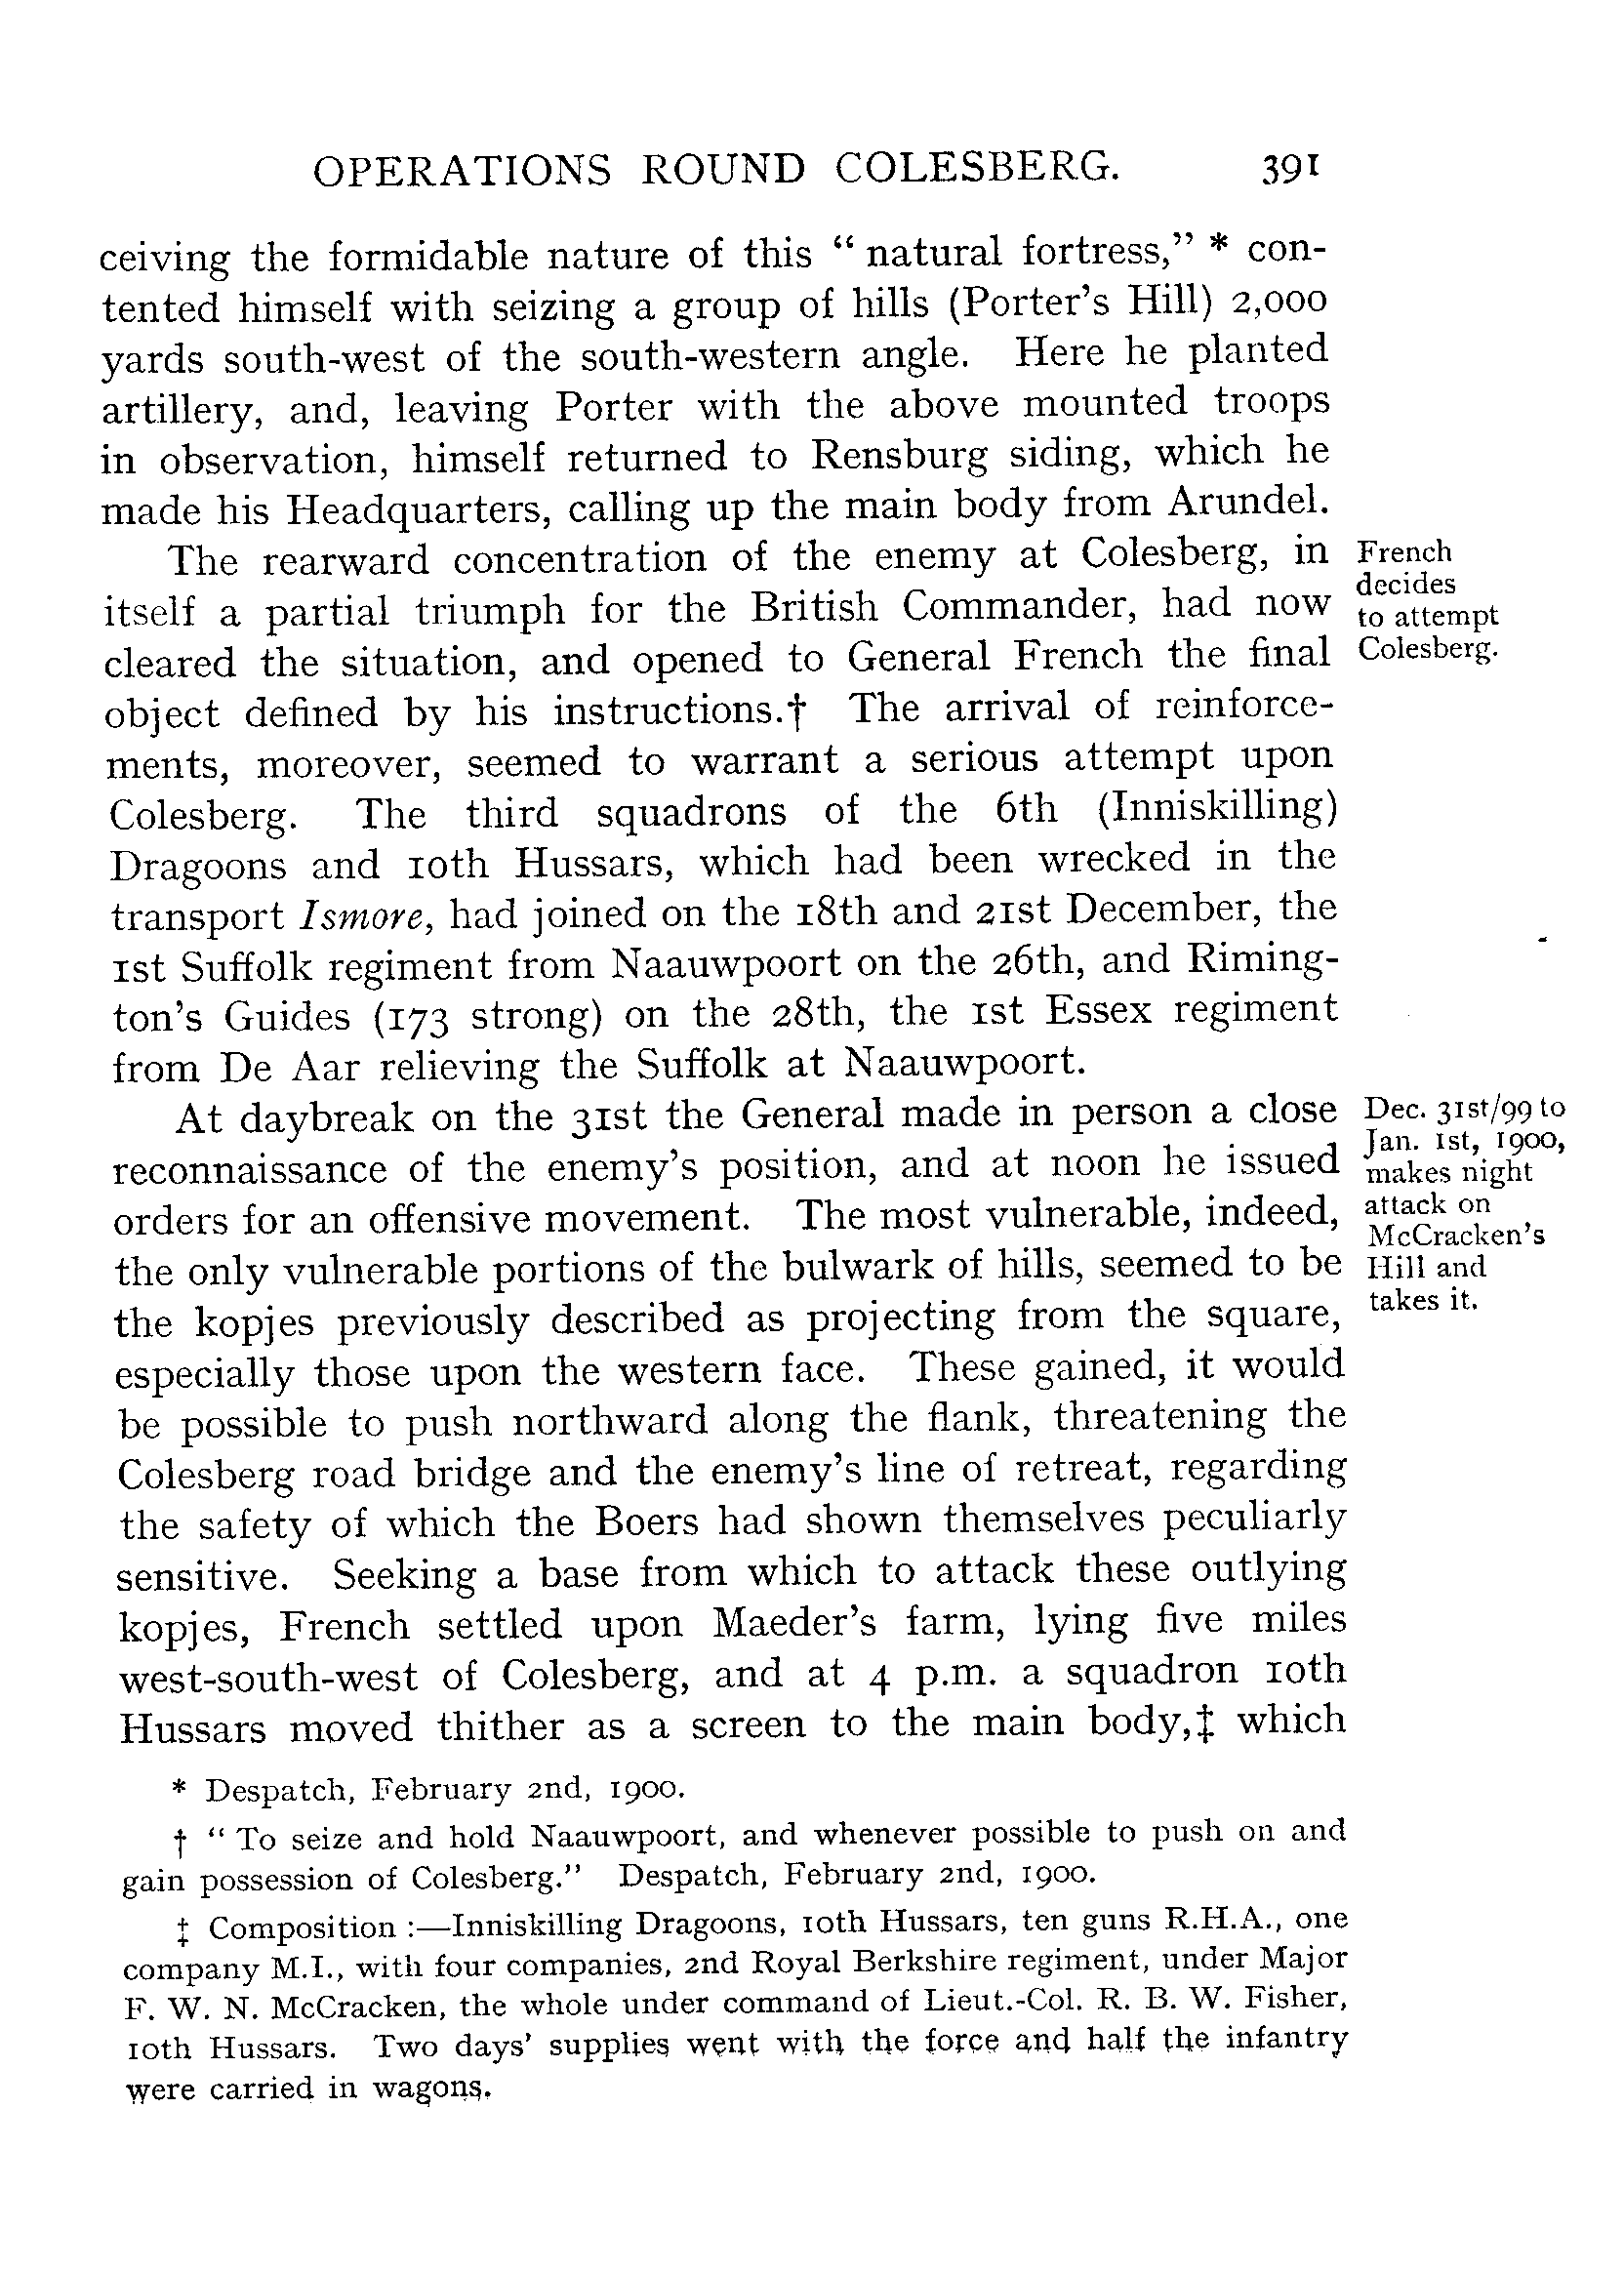 OPERATIONS ROUND COLESBERG. 391
ceiving the formidable nature of this “ natural fortress,” * con-
tented himself with seizing a group of hills (Porter’s Hill) 2,000
yards south-west of the south-western angle. Here he planted
artillery, and, leaving Porter with the above mounted troops
in observation, himself returned to Rensburg siding, which he
made his Headquarters, calling up the main body from Arundel.
The rearward concentration of the enemy at Colesberg, in
itself a partial triumph for the British Commander, had now
cleared the situation, and opened to General French the final
object defined by his instructions.† The arrival of reinforce-
ments, moreover, seemed to warrant a serious attempt upon
Colesberg. The third squadrons of the 6th (Inniskilling)
Dragoons and 10th Hussars, which had been wrecked in the
transport Ismore, had joined on the 18th and 21st December, the
1st Suffolk regiment from Naauwpoort on the 26th, and Riming-
ton’s Guides (173 strong) on the 28th, the 1st Essex regiment
from De Aar relieving the Suffolk at Naauwpoort.
French
decides
to attempt
Colesberg.
At daybreak on the 31st the General made in person a close
reconnaissance of the enemy’s position, and at noon he issued
orders for an offensive movement. The most vulnerable, indeed,
the only vulnerable portions of the bulwark of hills, seemed to be
the kopjes previously described as projecting from the square,
especially those upon the western face. These gained, it would
be possible to push northward along the flank, threatening the
Colesberg road bridge and the enemy’s line of retreat, regarding
the safety of which the Boers had shown themselves peculiarly
sensitive. Seeking a base from which to attack these outlying
kopjes, French settled upon Maeder’s farm, lying five miles
west-south-west of Colesberg, and at 4 p.m. a squadron 10th
Hussars moved thither as a screen to the main body,‡ which
Dec. 31st/99 to
Jan. 1st, 1900,
makes night
attack on
McCracken’s
Hill and
takes it.
* Despatch, February 2nd, 1900.
† “ To seize and hold Naauwpoort, and whenever possible to push on and
gain possession of Colesberg.” Despatch, February 2nd, 1900.
‡ Composition :—Inniskilling Dragoons, 10th Hussars, ten guns R.H.A., one
company M.I., with four companies, 2nd Royal Berkshire regiment, under Major
F. W. N. McCracken, the whole under command of Lieut.-Col. R. B. W. Fisher,
10th Hussars. Two days’ supplies went with the force and half the infantry
were carried in wagons.